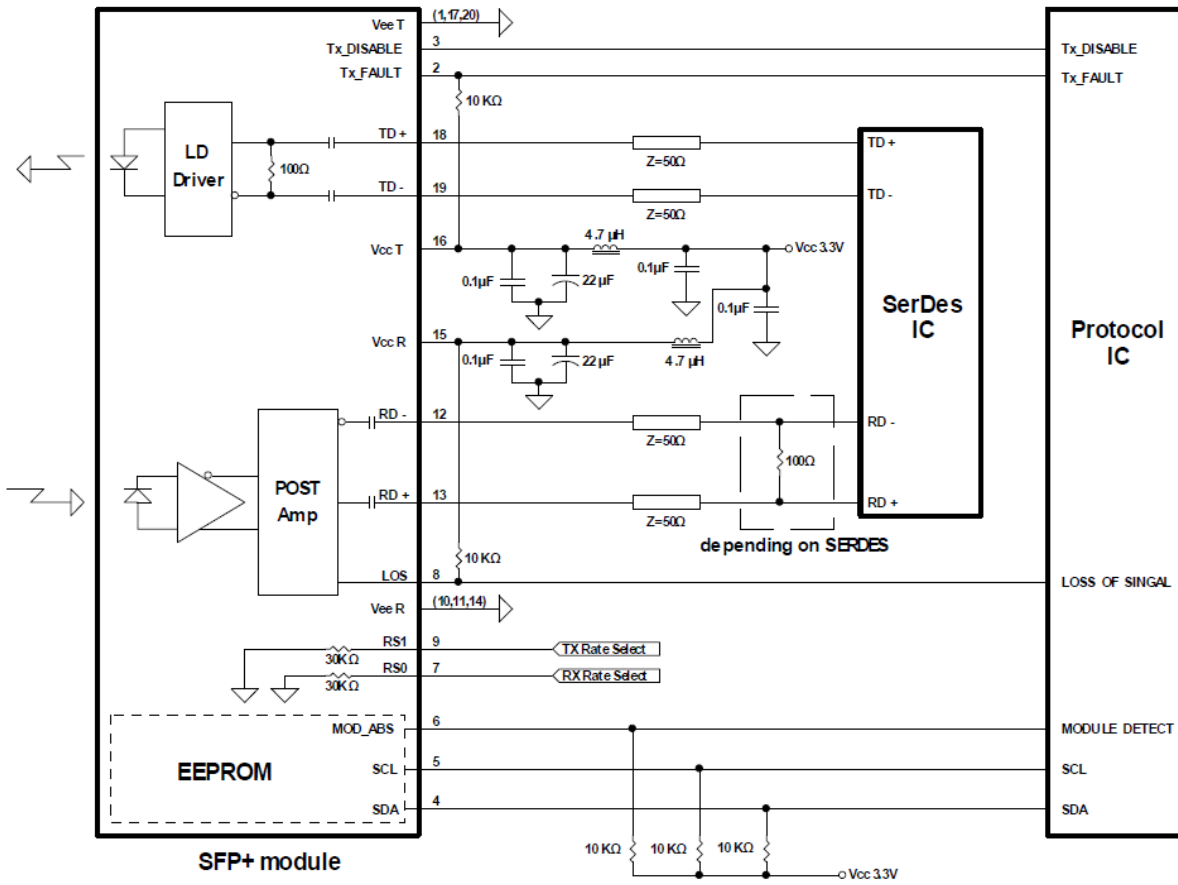 Vee T (1,17,20)
Tx_DISABLE 3 Tx_DISABLE
Tx_FAULT 2 Tx_FAULT
10 KΩ
LD
Driver
100Ω
TD + 18 Z=50Ω TD +
TD - 19 Z=50Ω TD -
Vcc T 16 4.7 µH Vcc 3.3V
0.1µF 22 µF 0.1µF 0.1µF
SerDes
IC
Protocol
IC
Vcc R 15 4.7 µH
0.1µF 22 µF
POST
Amp
RD - 12 Z=50Ω RD -
100Ω
RD + 13 Z=50Ω RD +
depending on SERDES
10 KΩ
LOS 8 LOSS OF SINGAL
Vee R (10,11,14)
RS1 9 TX Rate Select
30KΩ
RS0 7 RX Rate Select
30KΩ
MOD_ABS 6 MODULE DETECT
EEPROM
SCL 5 SCL
SDA 4 SDA
10 KΩ 10 KΩ 10 KΩ
Vcc 3.3V
SFP+ module